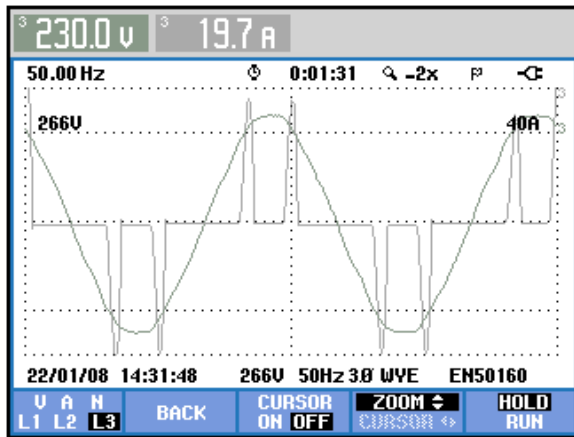 3 230.0 V 3 19.7 A
50.00 Hz 0:01:31 -2x
3
266V 40A 3
22/01/08 14:31:48 266V 50Hz 3.0 WYE EN50160
V A N BACK CURSOR ZOOM HOLD
L1 L2 L3 ON OFF CURSOR RUN